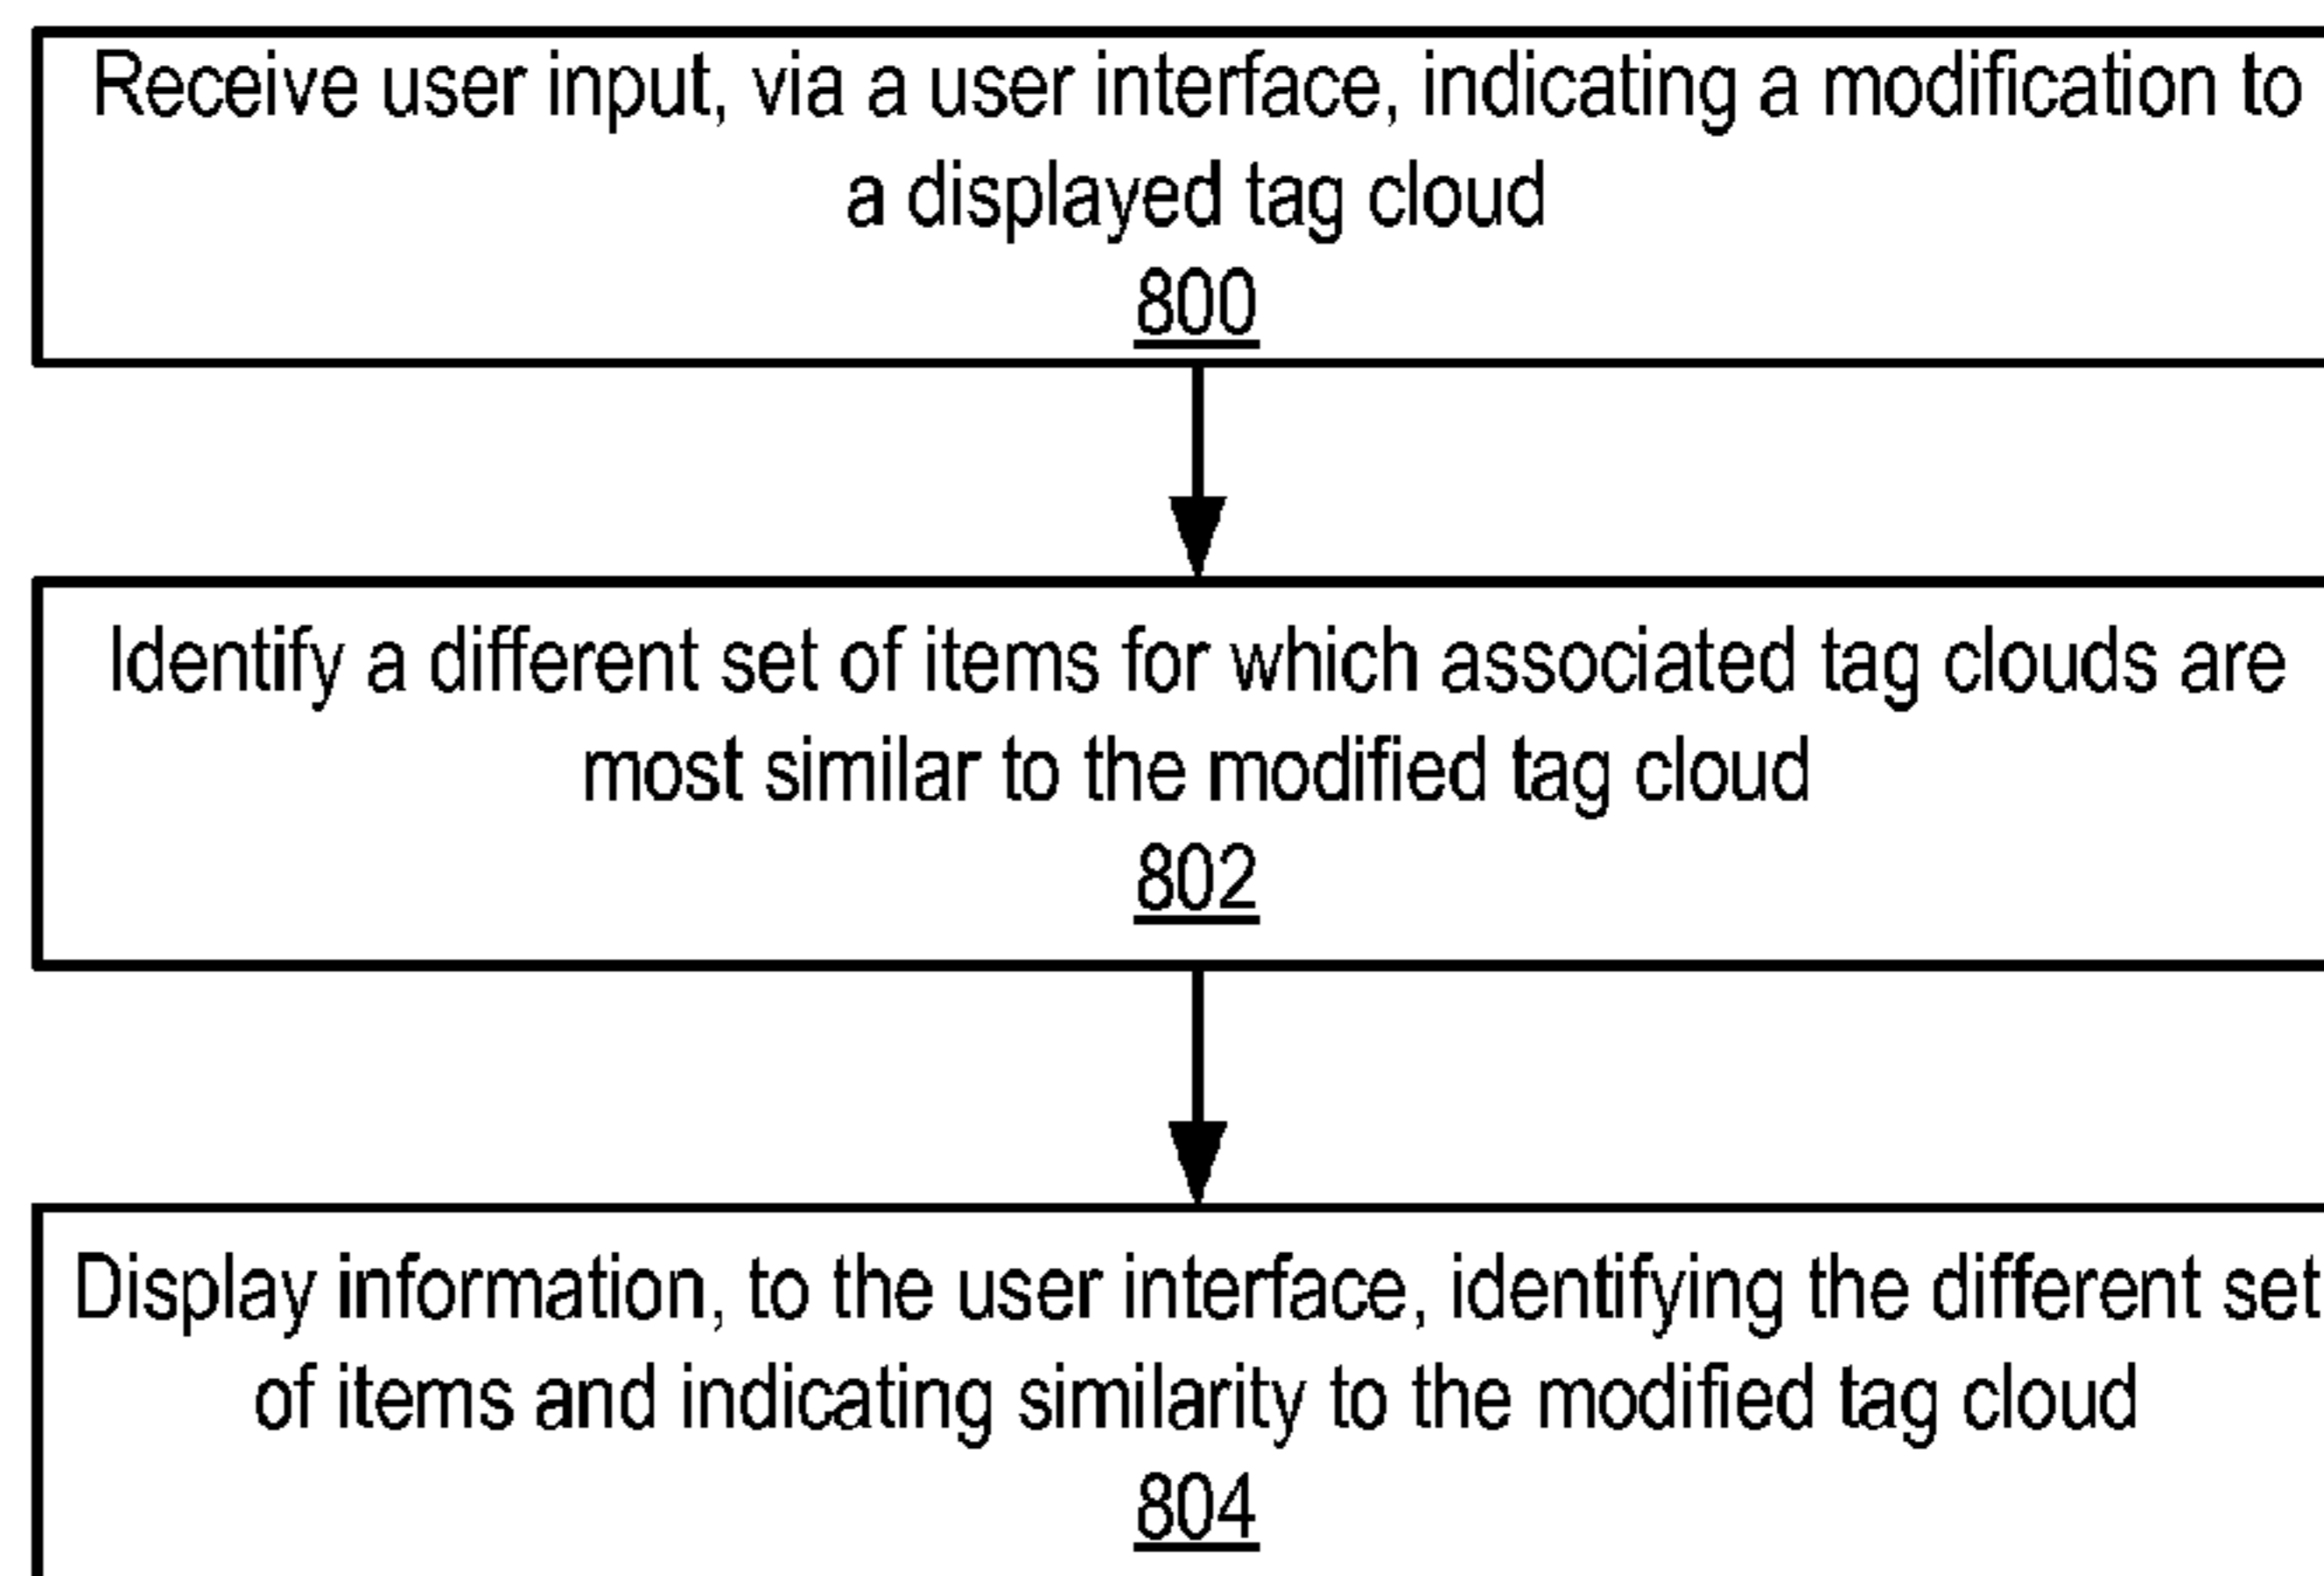 Receive user input, via a user interface, indicating a modification to
a displayed tag cloud
800
Identify a different set of items for which associated tag clouds are
most similar to the modified tag cloud
802
Display information, to the user interface, identifying the different set
of items and indicating similarity to the modified tag cloud
804